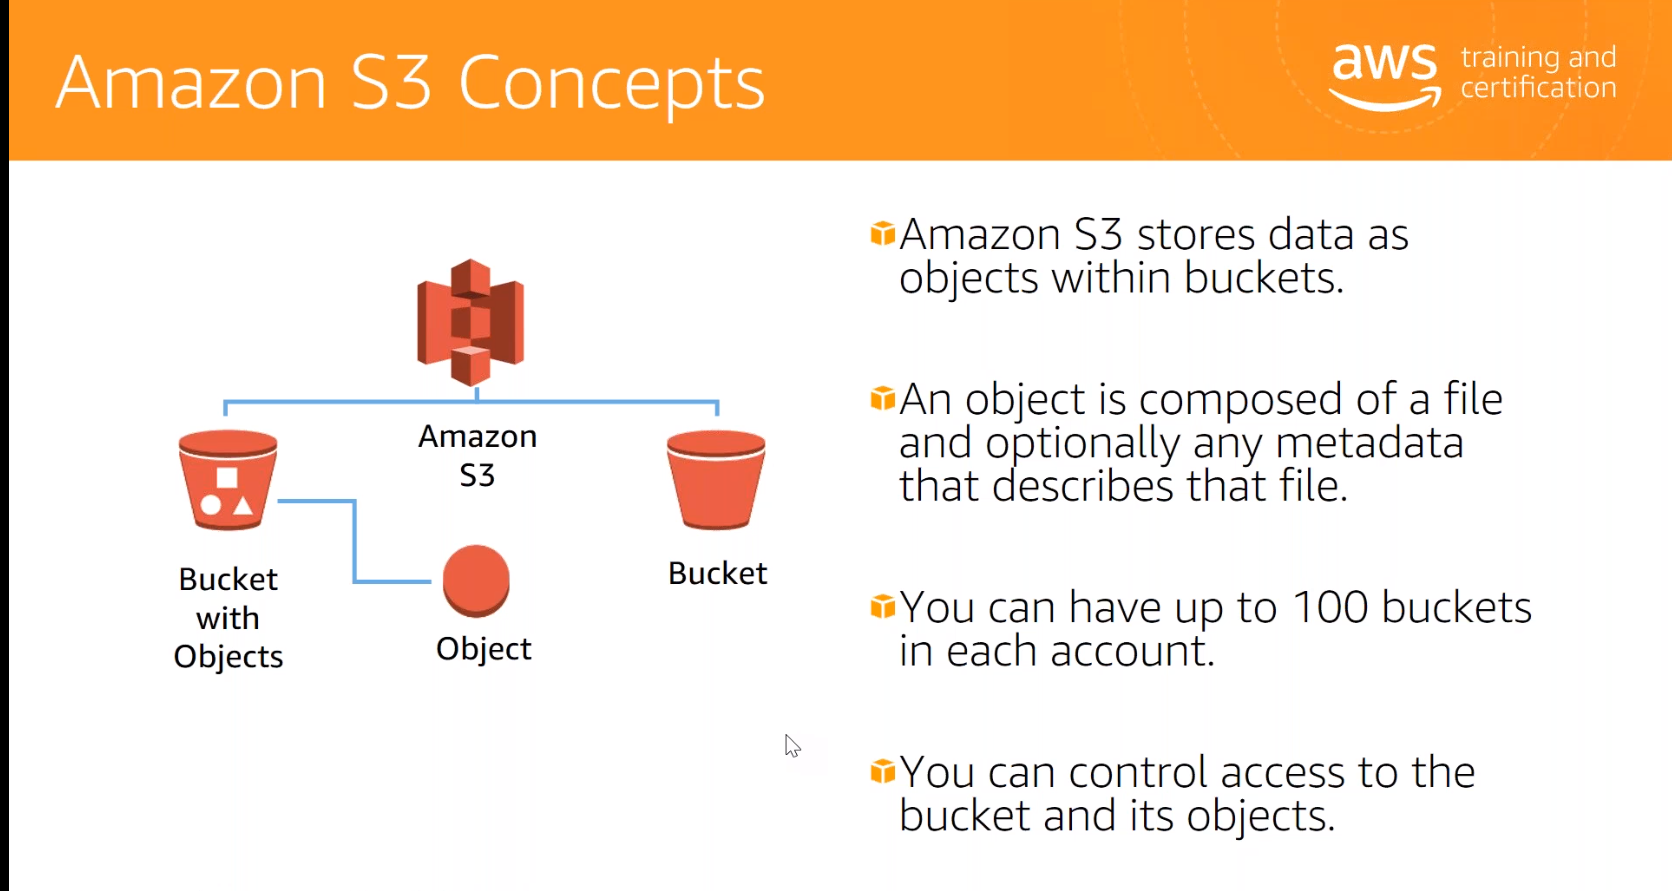 Amazon S3 Concepts
aws
training and
certification
Amazon
S3
Bucket
with
Objects
Object
Bucket
Amazon S3 stores data as
objects within buckets.
An object is composed of a file
and optionally any metadata
that describes that file.
You can have up to 100 buckets
in each account.
You can control access to the
bucket and its objects.